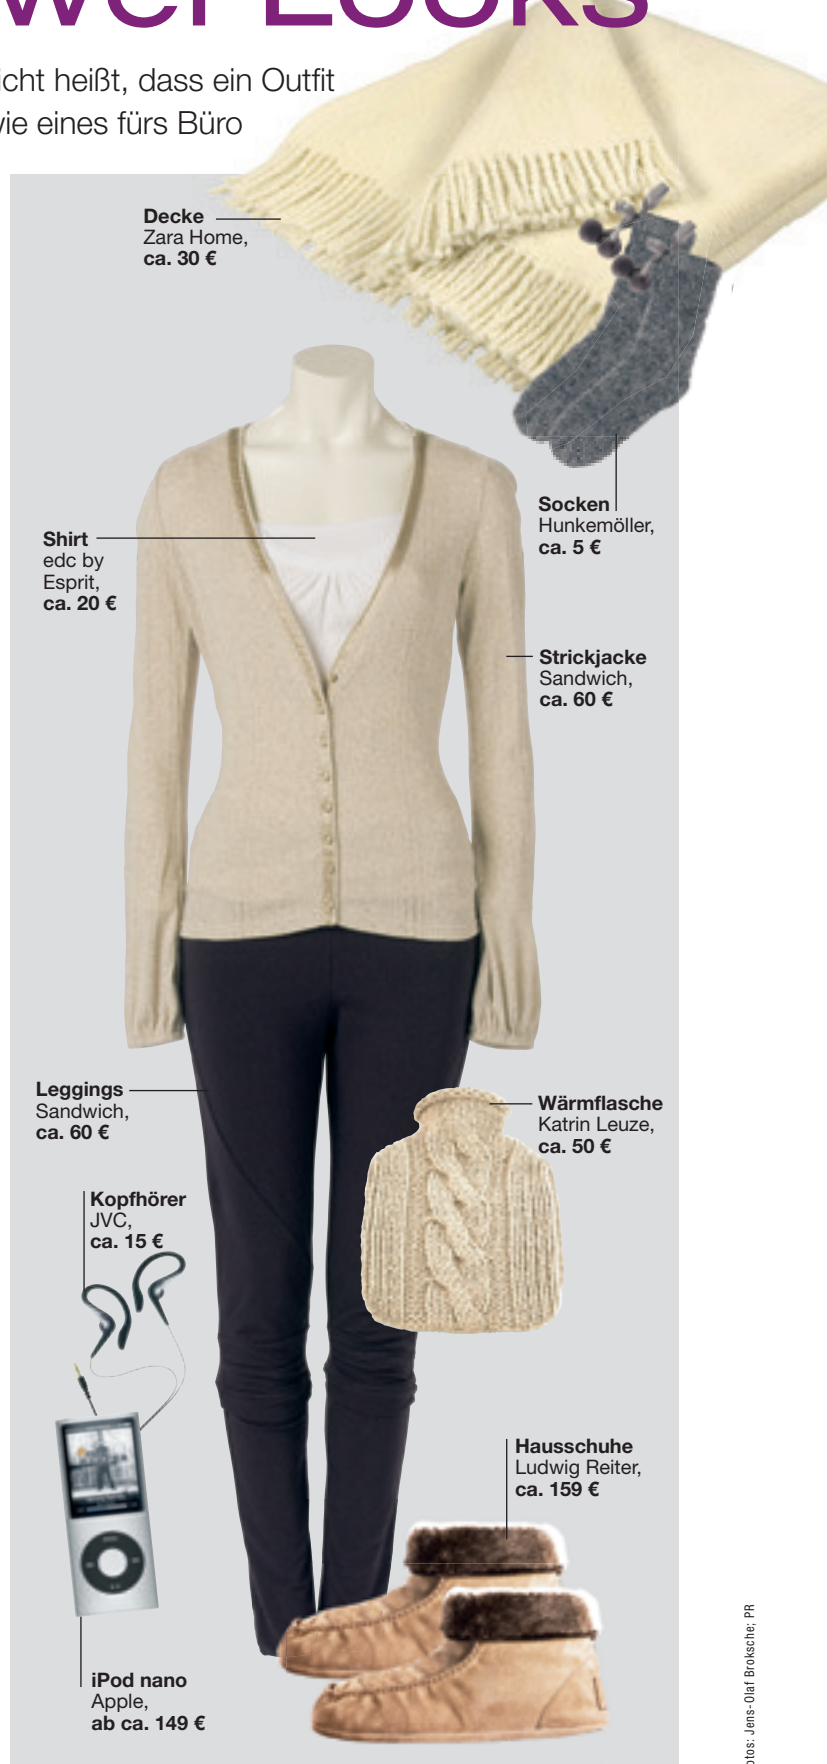 icht heißt, dass ein Outfit
wie eines fürs Büro
Decke
Zara Home,
ca. 30 €
Socken
Hunkemöller,
ca. 5 €
Shirt
edc by
Esprit,
ca. 20 €
Strickjacke
Sandwich,
ca. 60 €
Leggings
Sandwich,
ca. 60 €
Wärmflasche
Katrin Leuze,
ca. 50 €
Kopfhörer
JVC,
ca. 15 €
Hausschuhe
Ludwig Reiter,
ca. 159 €
iPod nano
Apple,
ab ca. 149 €
otos: Jens-Olaf Broksche; PR